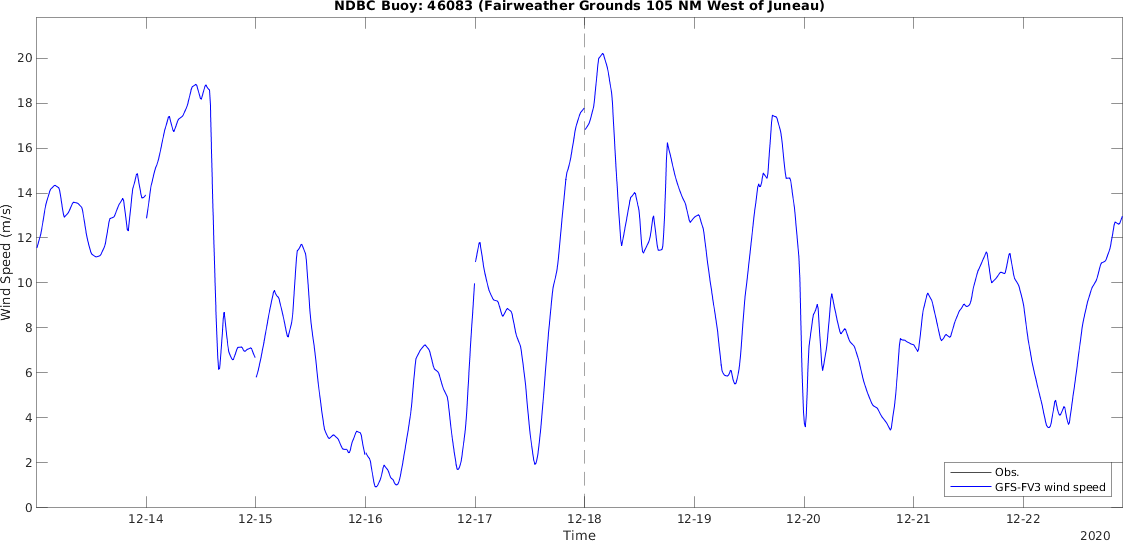 NDBC Buoy: 46083 (Fairweather Grounds 105 NM West of Juneau)
20
18
16
14
12
10
8
6
4
2
0
Wind Speed (m/s)
Obs.
GFS-FV3 wind speed
12-14 12-15 12-16 12-17 12-18 12-19 12-20 12-21 12-22
Time
2020